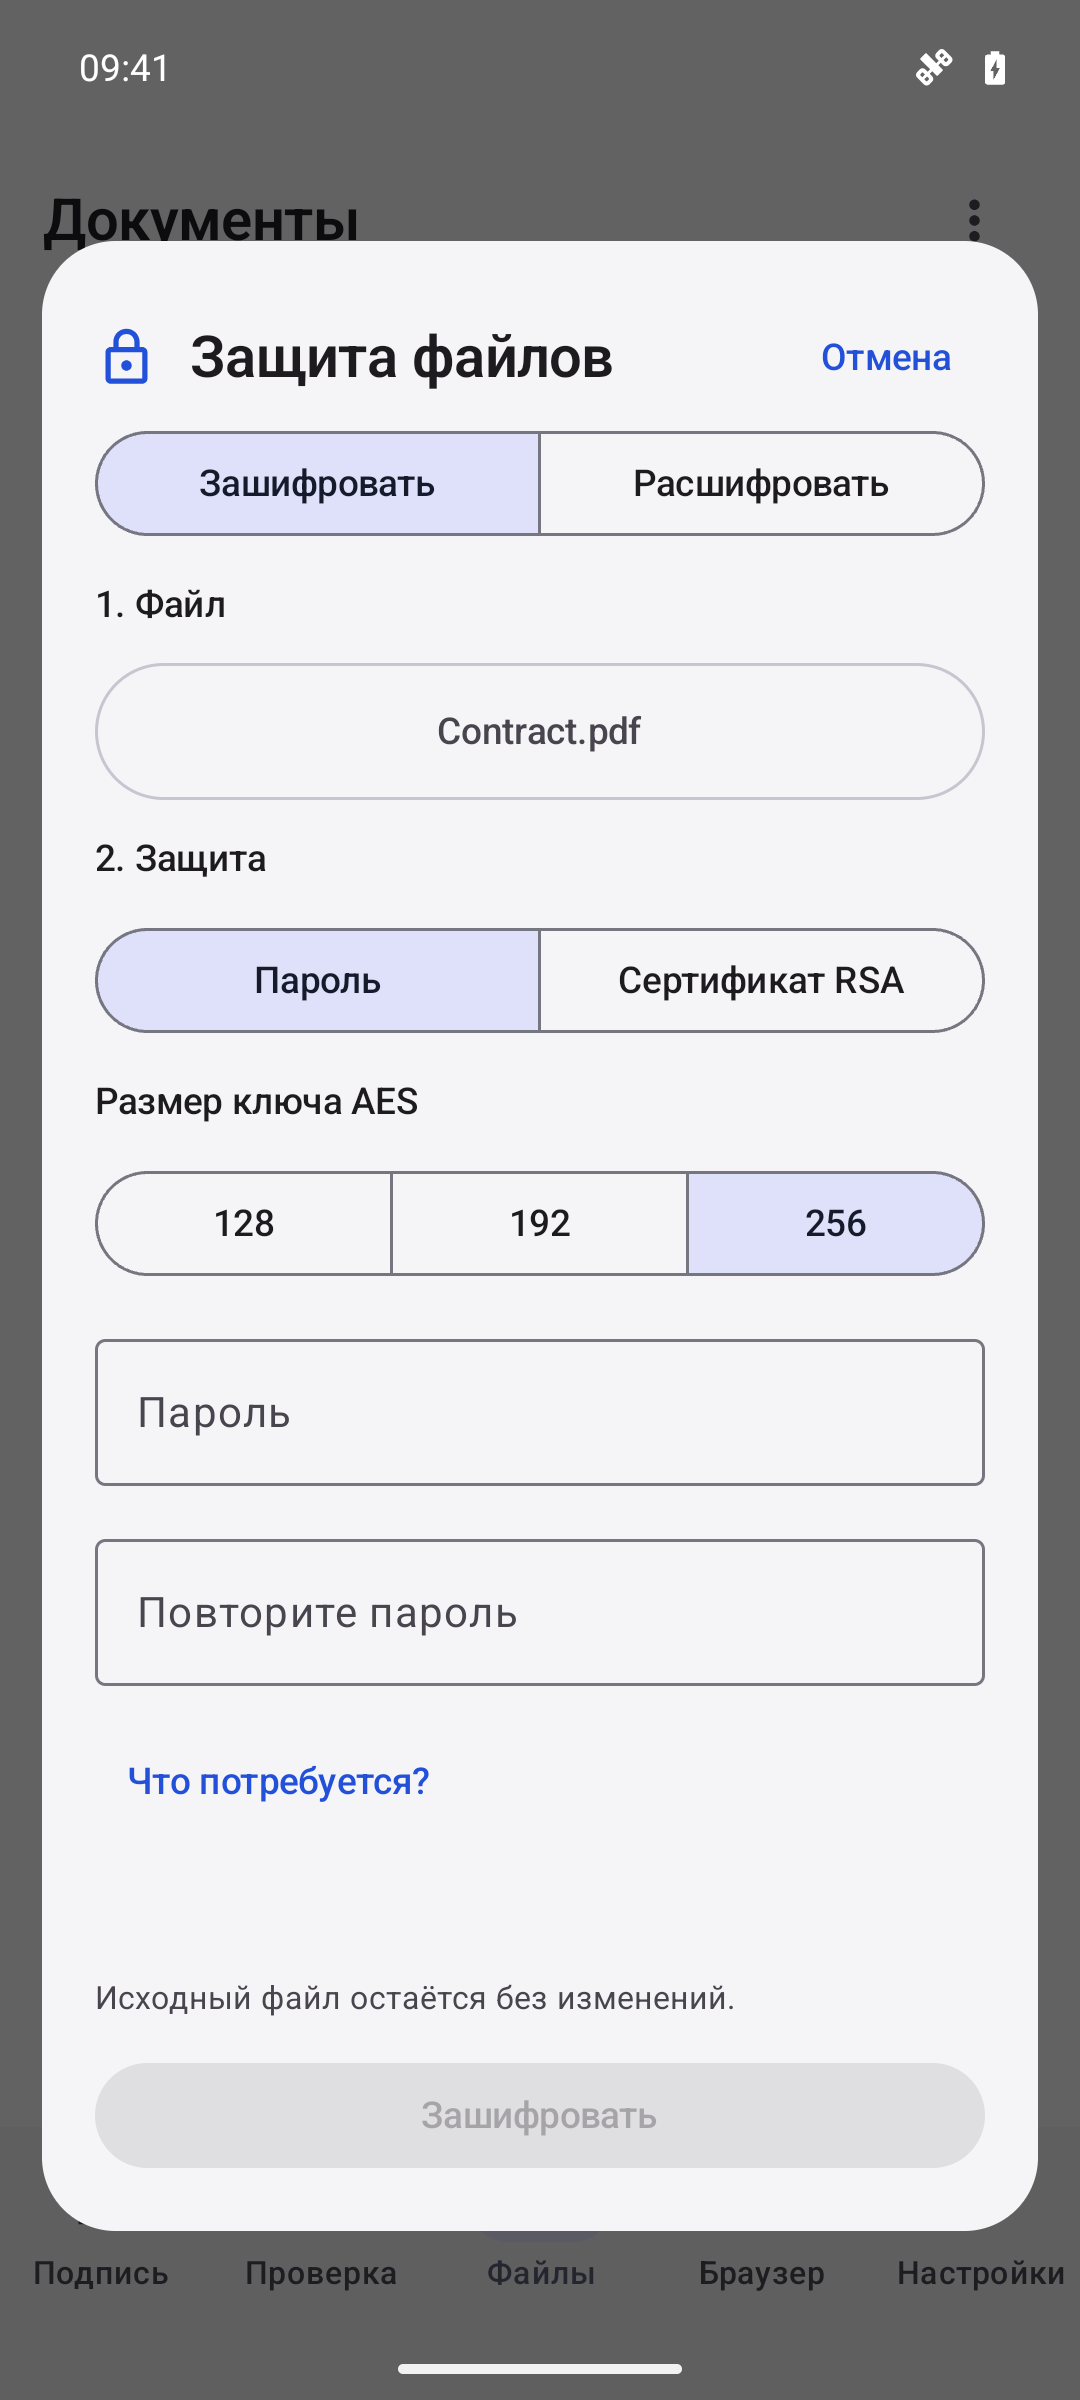 09:41
Документы
Защита файлов
Отмена
Зашифровать
Расшифровать
1. Файл
Contract.pdf
2. Защита
Пароль
Сертификат RSA
Размер ключа AES
128
192
256
Пароль
Повторите пароль
Что потребуется?
Исходный файл остаётся без изменений.
Зашифровать
Подпись
Проверка
Файлы
Браузер
Настройки